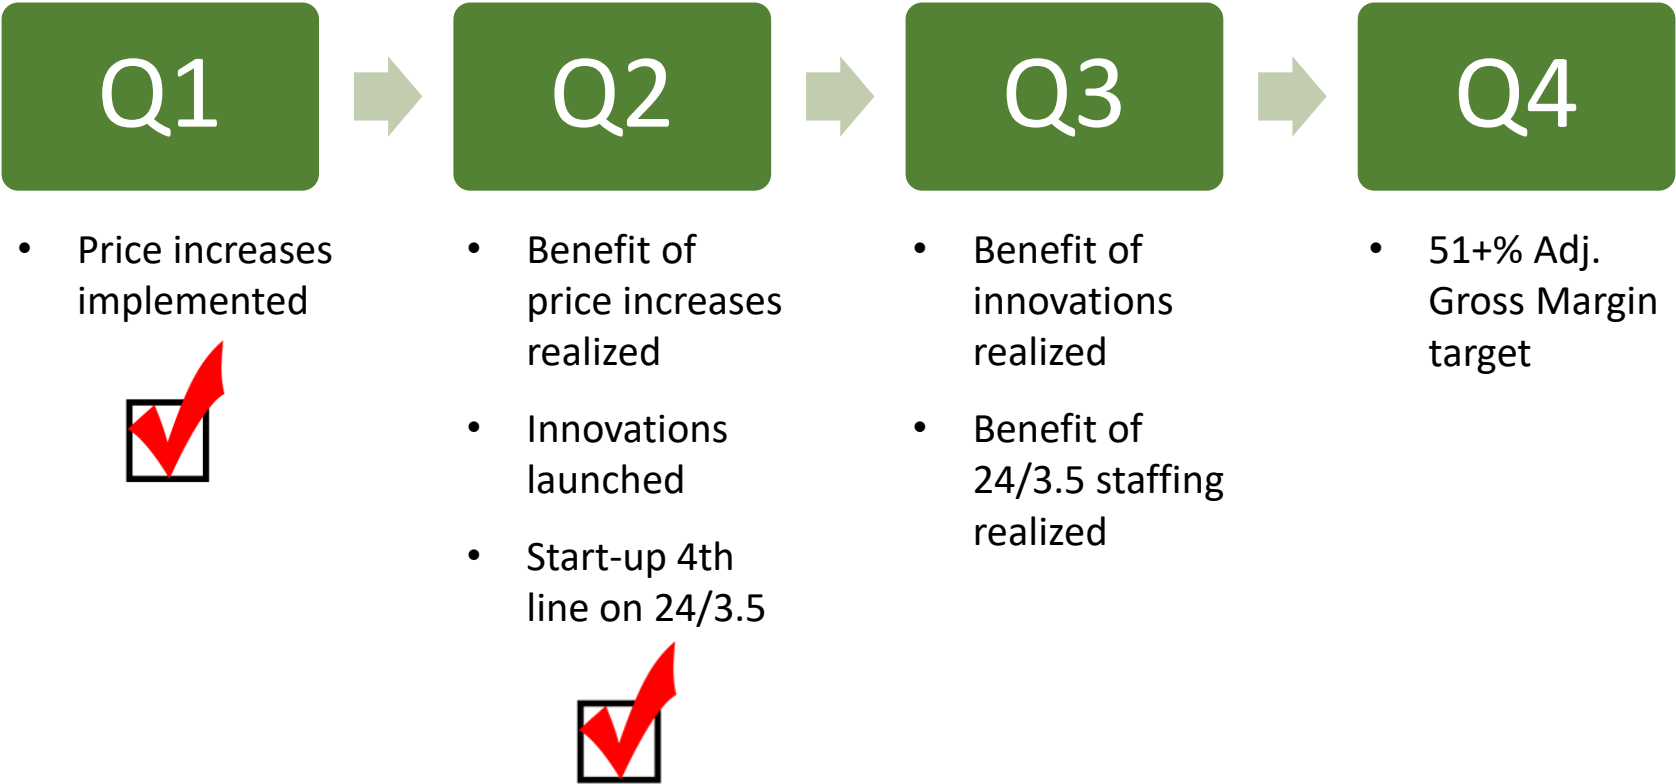 Q1
Q2
Q3
Q4
• Price increases
implemented
• Benefit of
price increases
realized
• Innovations
launched
• Start-up 4th
line on 24/3.5
• Benefit of
innovations
realized
• Benefit of
24/3.5 staffing
realized
• 51+% Adj.
Gross Margin
target